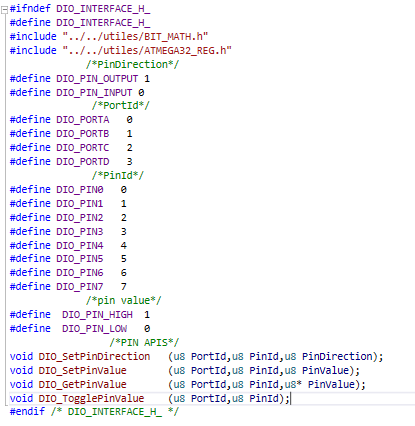 #ifndef DIO_INTERFACE_H_
#define DIO_INTERFACE_H_
#include "../../utiles/BIT_MATH.h"
#include "../../utiles/ATMEGA32_REG.h"
/*PinDirection*/
#define DIO_PIN_OUTPUT 1
#define DIO_PIN_INPUT 0
/*PortId*/
#define DIO_PORTA 0
#define DIO_PORTB 1
#define DIO_PORTC 2
#define DIO_PORTD 3
/*PinId*/
#define DIO_PIN0 0
#define DIO_PIN1 1
#define DIO_PIN2 2
#define DIO_PIN3 3
#define DIO_PIN4 4
#define DIO_PIN5 5
#define DIO_PIN6 6
#define DIO_PIN7 7
/*pin value*/
#define DIO_PIN_HIGH 1
#define DIO_PIN_LOW 0
/*PIN APIS*/
void DIO_SetPinDirection (u8 PortId,u8 PinId,u8 PinDirection);
void DIO_SetPinValue (u8 PortId,u8 PinId,u8 PinValue);
void DIO_GetPinValue (u8 PortId,u8 PinId,u8* PinValue);
void DIO_TogglePinValue (u8 PortId,u8 PinId);
#endif /* DIO_INTERFACE_H_ */